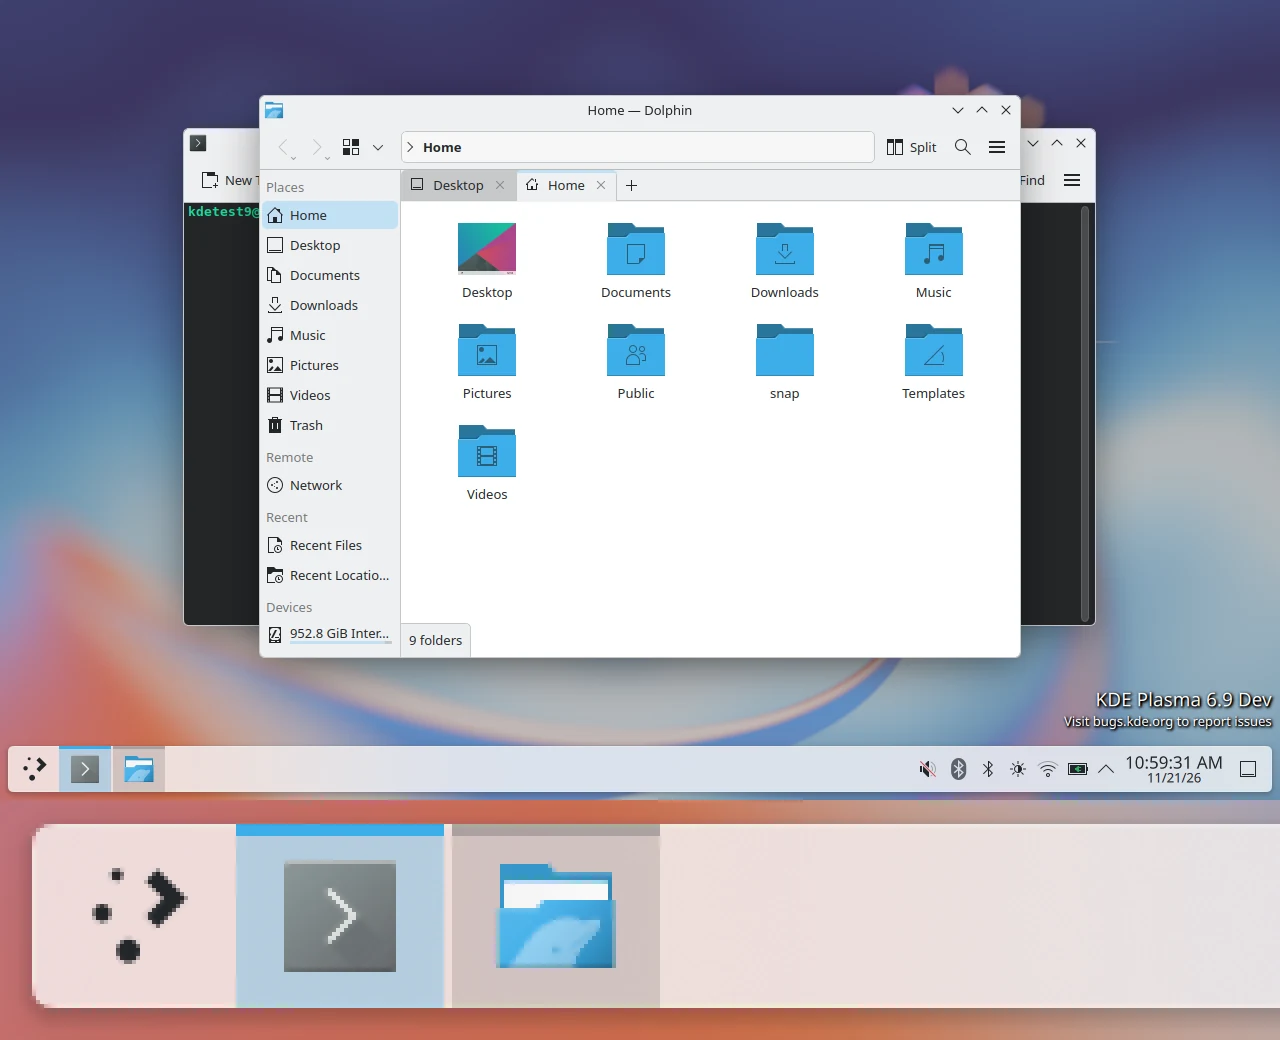 Home — Dolphin
Home
Split
New T
Find
kdetest9@
Places
Home
Desktop
Documents
Downloads
Music
Pictures
Videos
Trash
Remote
Network
Recent
Recent Files
Recent Locatio...
Devices
952.8 GiB Inter...
Desktop
Home
Desktop
Documents
Downloads
Music
Pictures
Public
snap
Templates
Videos
9 folders
KDE Plasma 6.9 Dev
Visit bugs.kde.org to report issues
10:59:31 AM
11/21/26